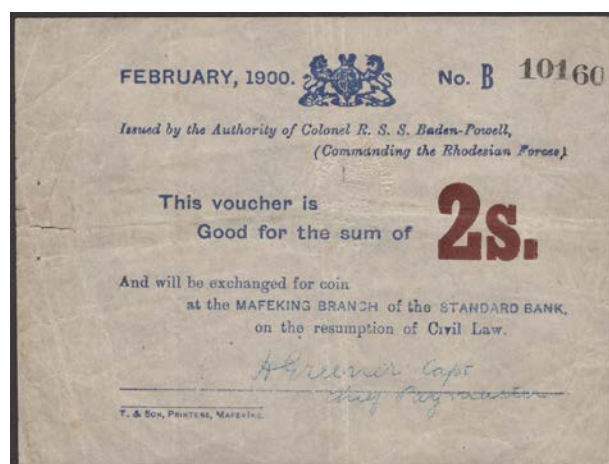 FEBRUARY, 1900. No. B 10160
Issued by the Authority of Colonel R. S. S. Baden-Powell,
(Commanding the Rhodesian Forces)
This voucher is
Good for the sum of 2s.
And will be exchanged for coin
at the MAFEKING BRANCH of the STANDARD BANK,
on the resumption of Civil Law.
H Greener Capt
Chief Paymaster
T. & SON, PRINTERS, MAFEKING.